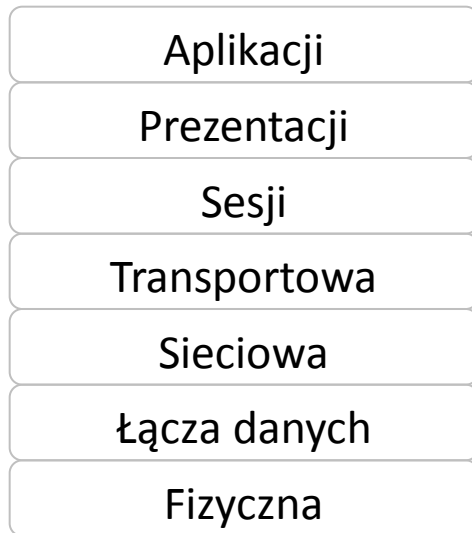 Aplikacji
Prezentacji
Sesji
Transportowa
Sieciowa
Łącza danych
Fizyczna